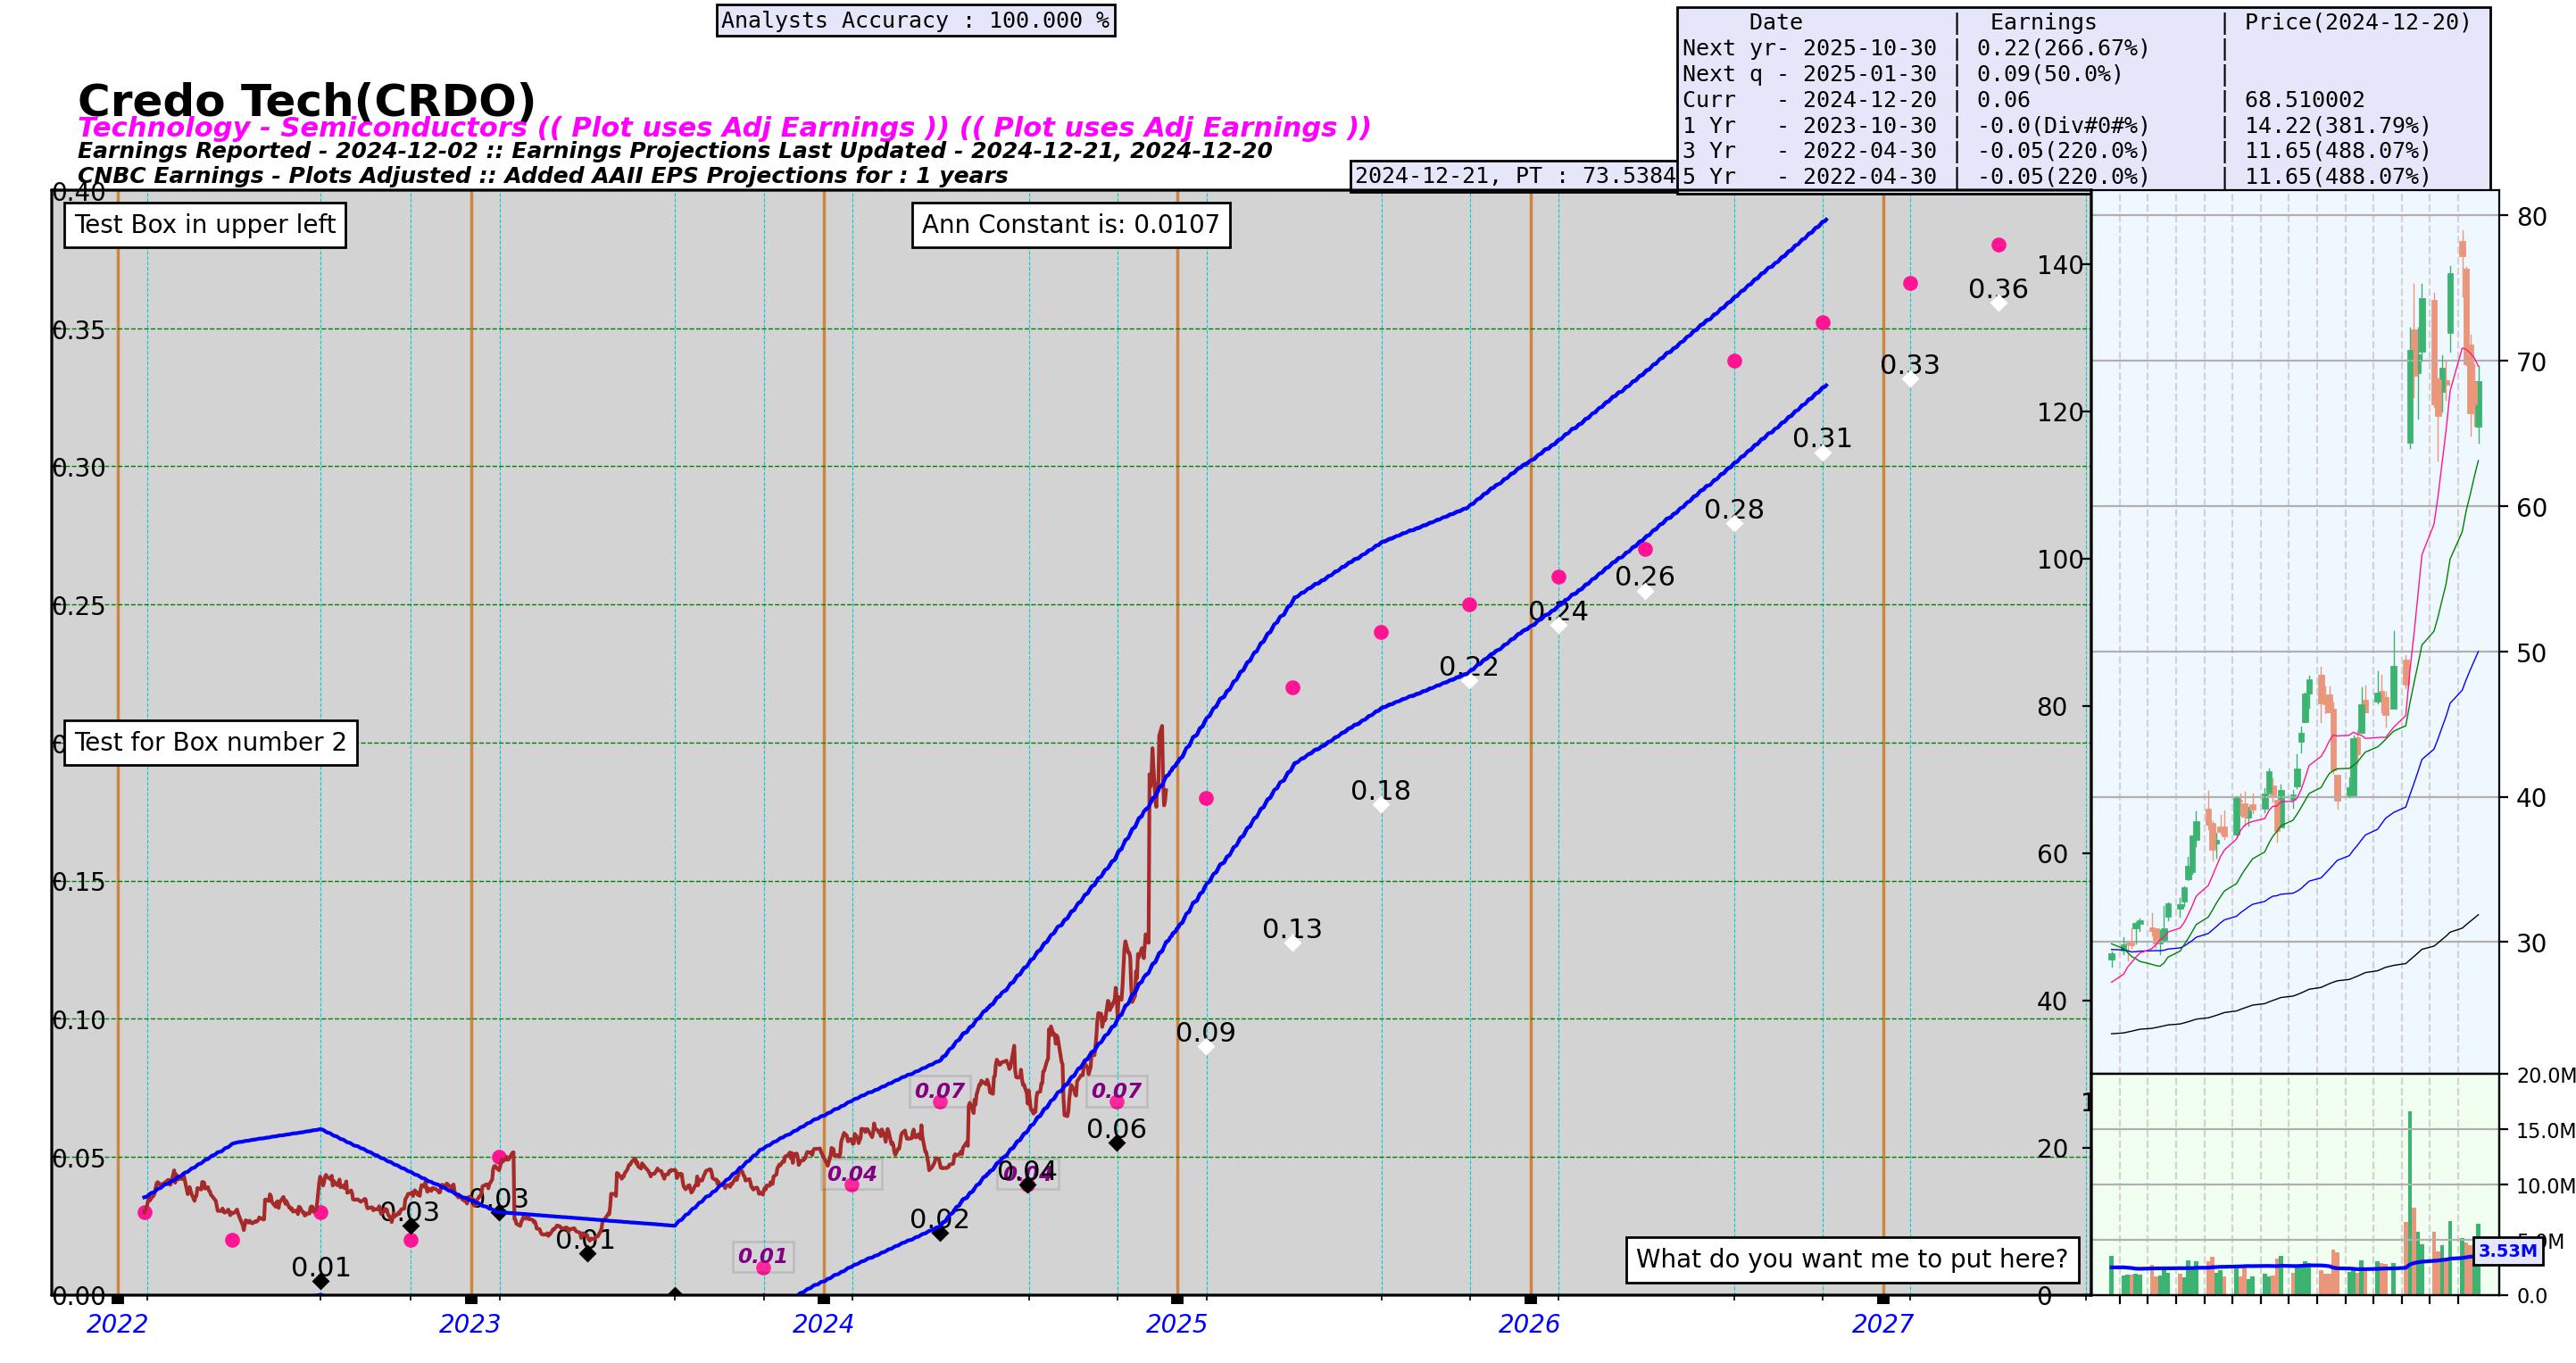 Analysts Accuracy : 100.000 %
Date | Earnings | Price(2024-12-20)
Next yr- 2025-10-30 | 0.22(266.67%) |
Next q - 2025-01-30 | 0.09(50.0%) |
Curr - 2024-12-20 | 0.06 | 68.510002
1 Yr - 2023-10-30 | -0.0(Div#0#%) | 14.22(381.79%)
3 Yr - 2022-04-30 | -0.05(220.0%) | 11.65(488.07%)
5 Yr - 2022-04-30 | -0.05(220.0%) | 11.65(488.07%)
Credo Tech(CRDO)
Technology - Semiconductors (( Plot uses Adj Earnings )) (( Plot uses Adj Earnings ))
Earnings Reported - 2024-12-02 :: Earnings Projections Last Updated - 2024-12-21, 2024-12-20
CNBC Earnings - Plots Adjusted :: Added AAII EPS Projections for : 1 years
2024-12-21, PT : 73.5384
0.40
Test Box in upper left
Ann Constant is: 0.0107
80
140
0.36
0.35
0.33
70
120
0.31
0.30
0.28
60
100
0.26
0.25
0.24
0.22
50
80
Test for Box number 2
0.18
40
0.15
60
0.13
30
40
0.10
0.09
20.0M
0.07
0.07
1
0.06
15.0M
0.05
20
0.04
0.04
0.04
10.0M
0.03
0.03
0.02
0.01
0.01
0.01
What do you want me to put here?
3.53M
0.00
0
0.0
2022
2023
2024
2025
2026
2027